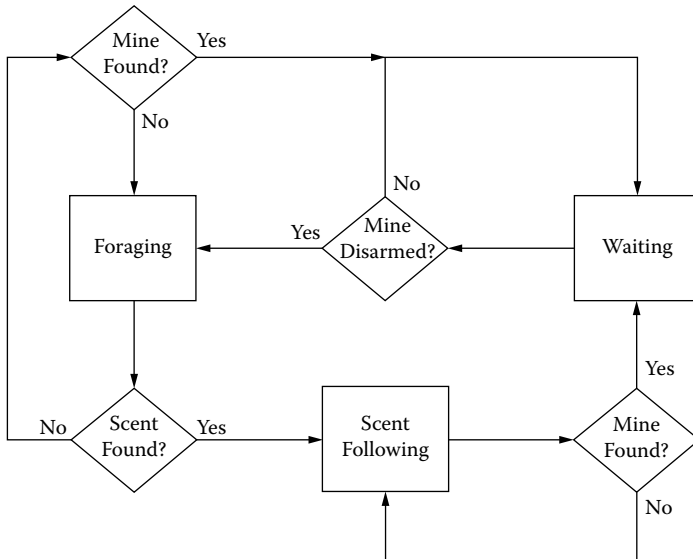 Mine
Found?
Yes
No
Foraging
Yes
Mine
Disarmed?
No
Waiting
No
Scent
Found?
Yes
Scent
Following
Mine
Found?
Yes
No